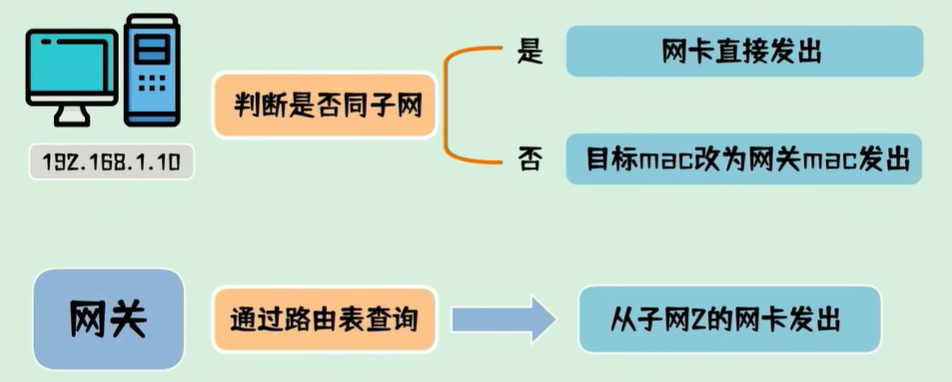 是
网卡直接发出
判断是否同子网
192.168.1.10
否
目标mac改为网关mac发出
网关
通过路由表查询
从子网2的网卡发出